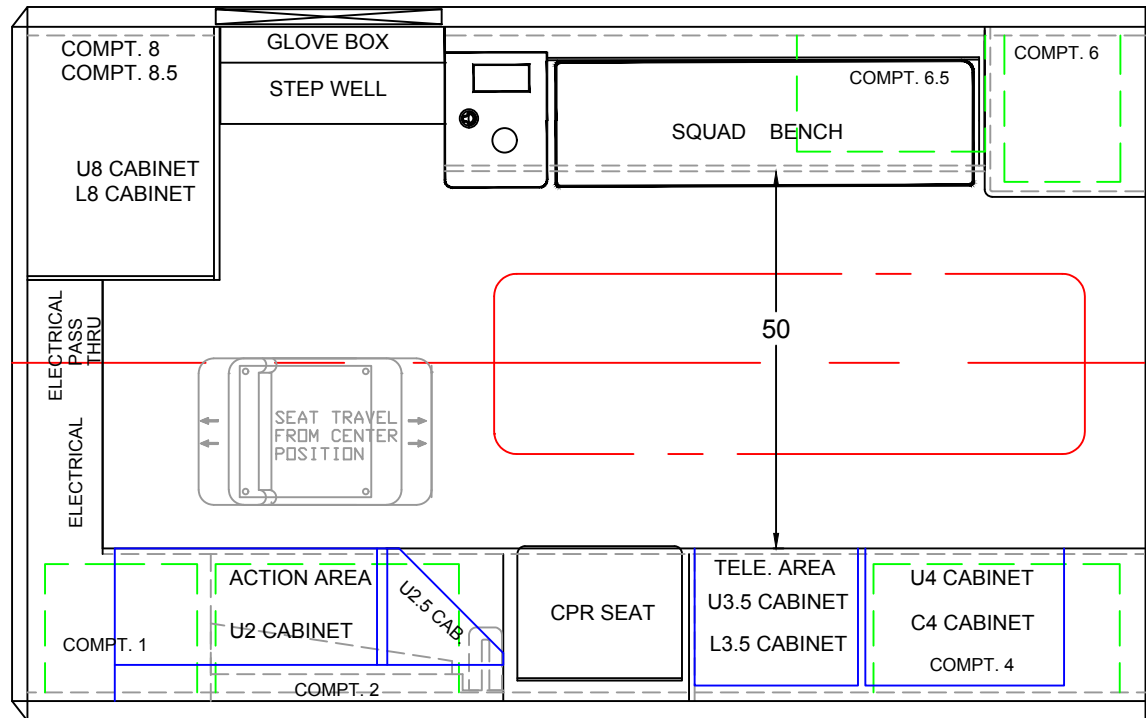 COMPT. 8
COMPT. 8.5
GLOVE BOX
STEP WELL
COMPT. 6
COMPT. 6.5
SQUAD BENCH
U8 CABINET
L8 CABINET
ELECTRICAL
PASS
THRU
50
SEAT TRAVEL
FROM CENTER
POSITION
ELECTRICAL
ACTION AREA
U2 CABINET
U2.5 CAB.
COMPT. 1
COMPT. 2
CPR SEAT
TELE. AREA
U3.5 CABINET
L3.5 CABINET
U4 CABINET
C4 CABINET
COMPT. 4